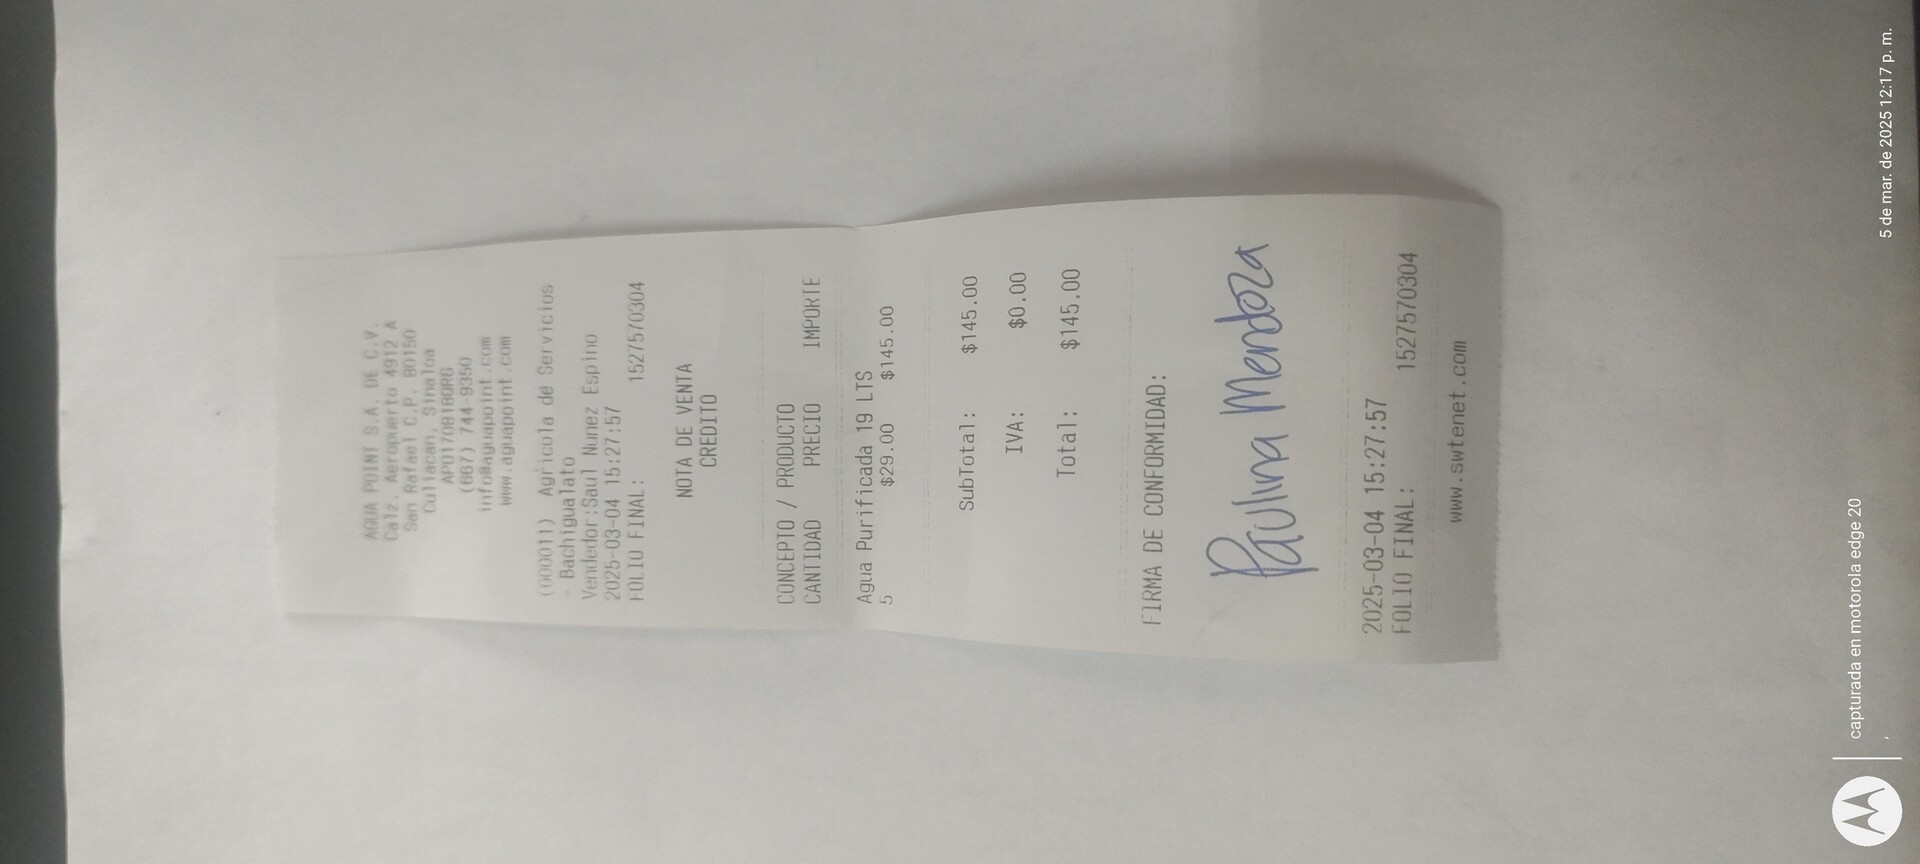 AGUA POINT S.A. DE C.V.
Calz. Aeropuerto 4912 A
San Rafael C.P. 80150
Culiacan, Sinaloa
APO170918QR6
(667) 744-9350
info@aguapoint.com
www.aguapoint.com
(000011) Agricola de Servicios
- Bachigualato
Vendedor:Saul Nunez Espino
2025-03-04 15:27:57
FOLIO FINAL: 1527570304
NOTA DE VENTA
CREDITO
CONCEPTO / PRODUCTO
CANTIDAD PRECIO IMPORTE
Agua Purificada 19 LTS
5 $29.00 $145.00
SubTotal: $145.00
IVA: $0.00
Total: $145.00
FIRMA DE CONFORMIDAD:
Paulina Mendoza
2025-03-04 15:27:57
FOLIO FINAL: 1527570304
www.swtenet.com
capturada en motorola edge 20
, 5 de mar. de 2025 12:17 p. m.